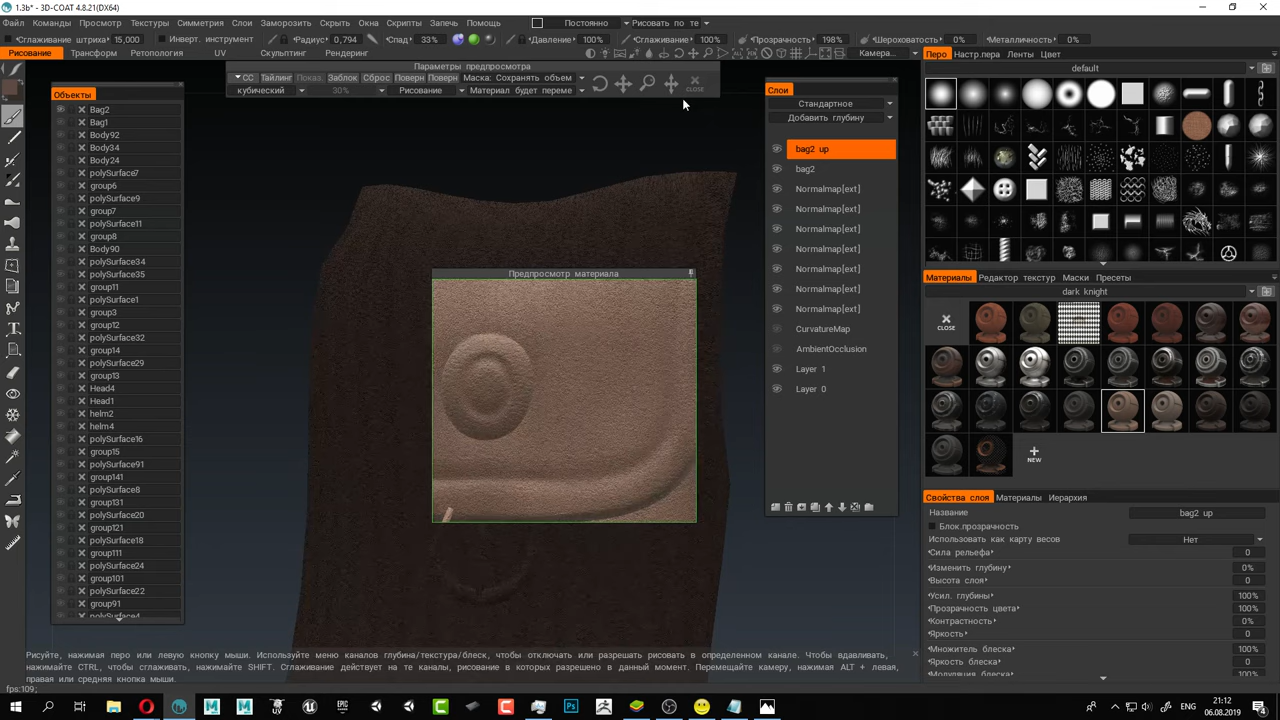 1.3b* - 3D-COAT 4.8.21(DX64)
Файл Команды Просмотр Текстуры Симметрия Слои Заморозить Скрыть Окна Скрипты Запечь Помощь Постоянно Рисовать по те
Сглаживание штриха 15,000 Инверт. инструмент Радиус 0,794 Спад 33% Давление 100% Сглаживание 100% Прозрачность 198% Шероховатость 0% Металличность 0%
Рисование Трафарет Ретопология UV Скульптинг Рендеринг Камера...
Параметры предпросмотра
СС Тайлинг Показ. Заблок Сброс Поверн Поверн Маска: Сохранять объем
кубический 30% Рисование Материал будет переме CLOSE
Объекты
Bag2
Bag1
Body92
Body34
Body24
polySurface7
group6
polySurface9
group7
polySurface11
group8
Body90
polySurface34
polySurface35
group11
polySurface1
group3
group12
polySurface32
group14
polySurface29
group13
Head4
Head1
helm2
helm4
polySurface16
group15
polySurface91
group141
polySurface8
group131
polySurface20
group121
polySurface18
group111
polySurface24
group101
polySurface22
group91
polySurface4
Предпросмотр материала
Слои
Стандартное
Добавить глубину
bag2 up
bag2
Normalmap[ext]
Normalmap[ext]
Normalmap[ext]
Normalmap[ext]
Normalmap[ext]
Normalmap[ext]
Normalmap[ext]
CurvatureMap
AmbientOcclusion
Layer 1
Layer 0
Перо Настр.пера Ленты Цвет
default
Материалы Редактор текстур Маски Пресеты
dark knight
CLOSE
NEW
Свойства слоя Материалы Иерархия
Название bag2 up
Блок.прозрачность
Использовать как карту весов Нет
Сила рельефа 0
Изменить глубину 0%
Высота слоя 0
Усил. глубины 100%
Прозрачность цвета 100%
Контрастность 0%
Яркость 0
Множитель блеска 100%
Яркость блеска 0
Модуляция блеска 100%
Рисуйте, нажимая перо или левую кнопку мыши. Используйте меню каналов глубина/текстура/блеск, чтобы отключить или разрешать рисовать в определенном канале. Чтобы вдавливать,
нажимайте CTRL, чтобы сглаживать, нажимайте SHIFT. Сглаживание действует на те каналы, рисование в которых разрешено в данный момент. Перемещайте камеру, нажимая ALT + левая,
правая или средняя кнопка мыши.
fps:109;
ENG
21:12
06.08.2019